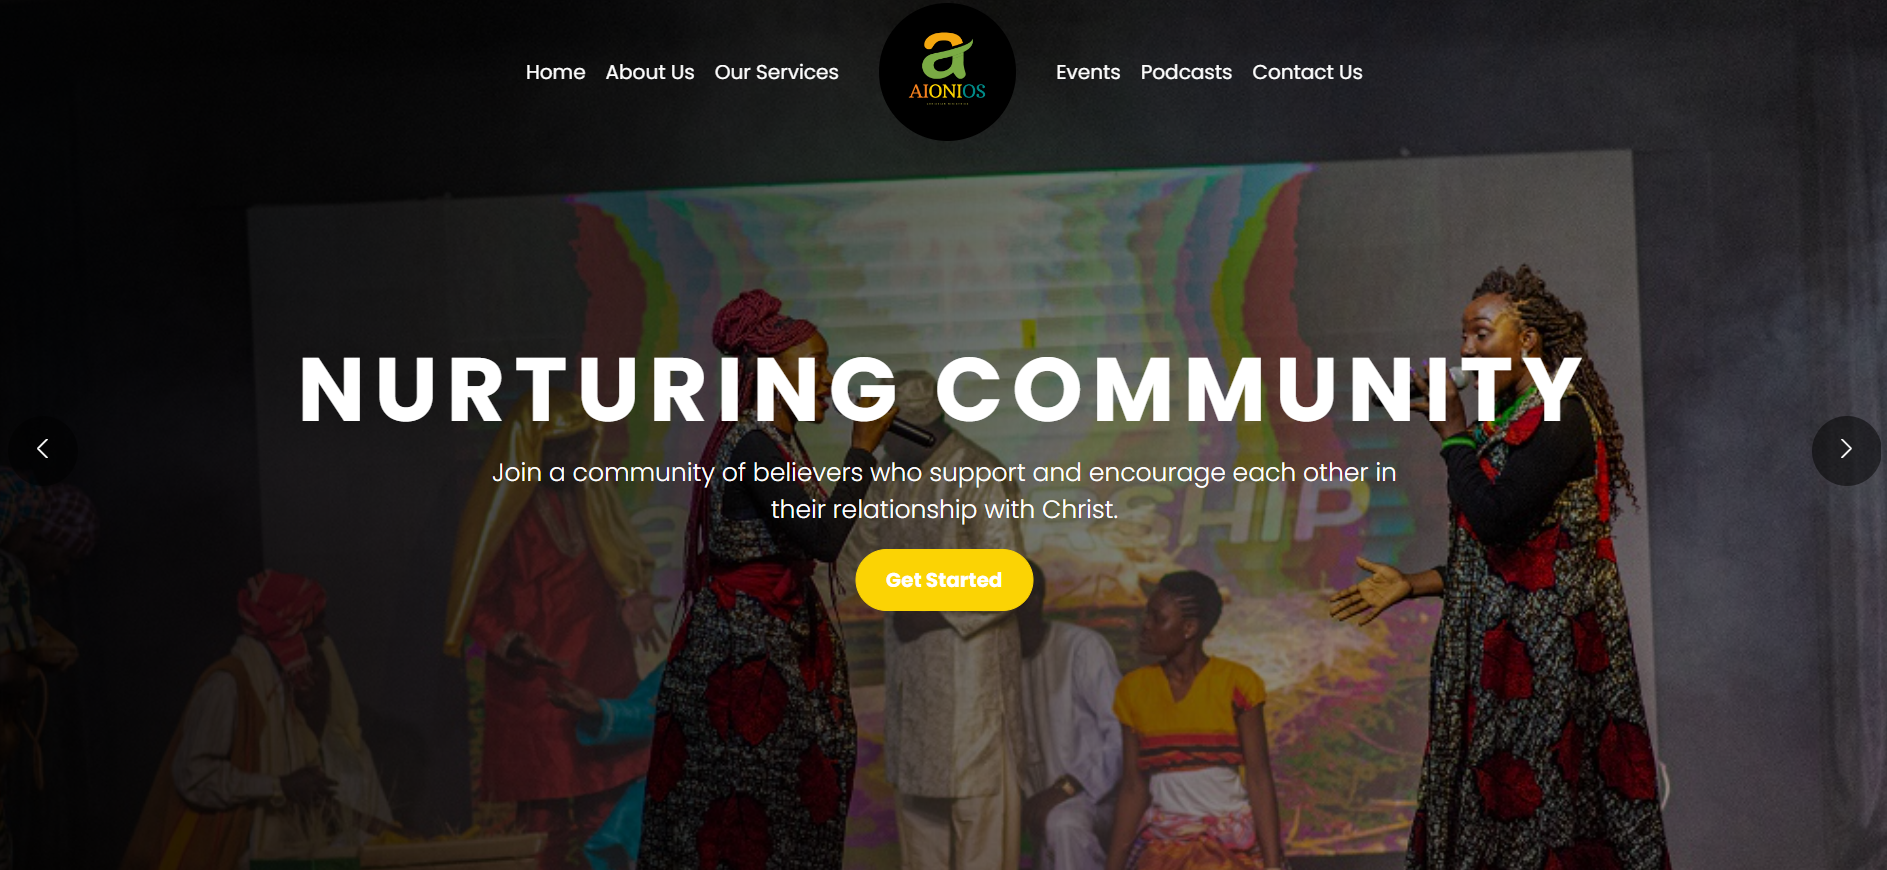 Home About Us Our Services
AIONIOS
Events Podcasts Contact Us
NURTURING COMMUNITY
Join a community of believers who support and encourage each other in
their relationship with Christ.
Get Started